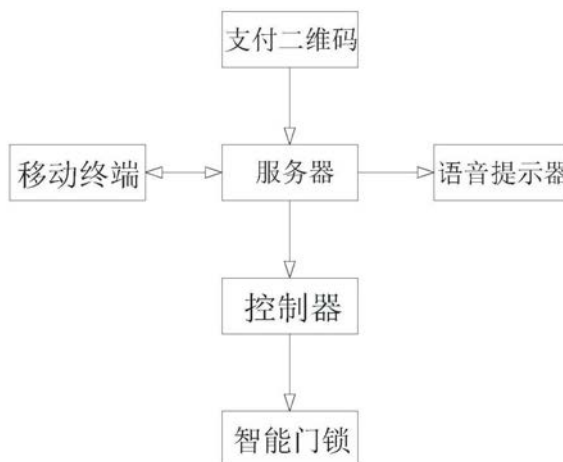 支付二维码
移动终端
服务器
语音提示器
控制器
智能门锁